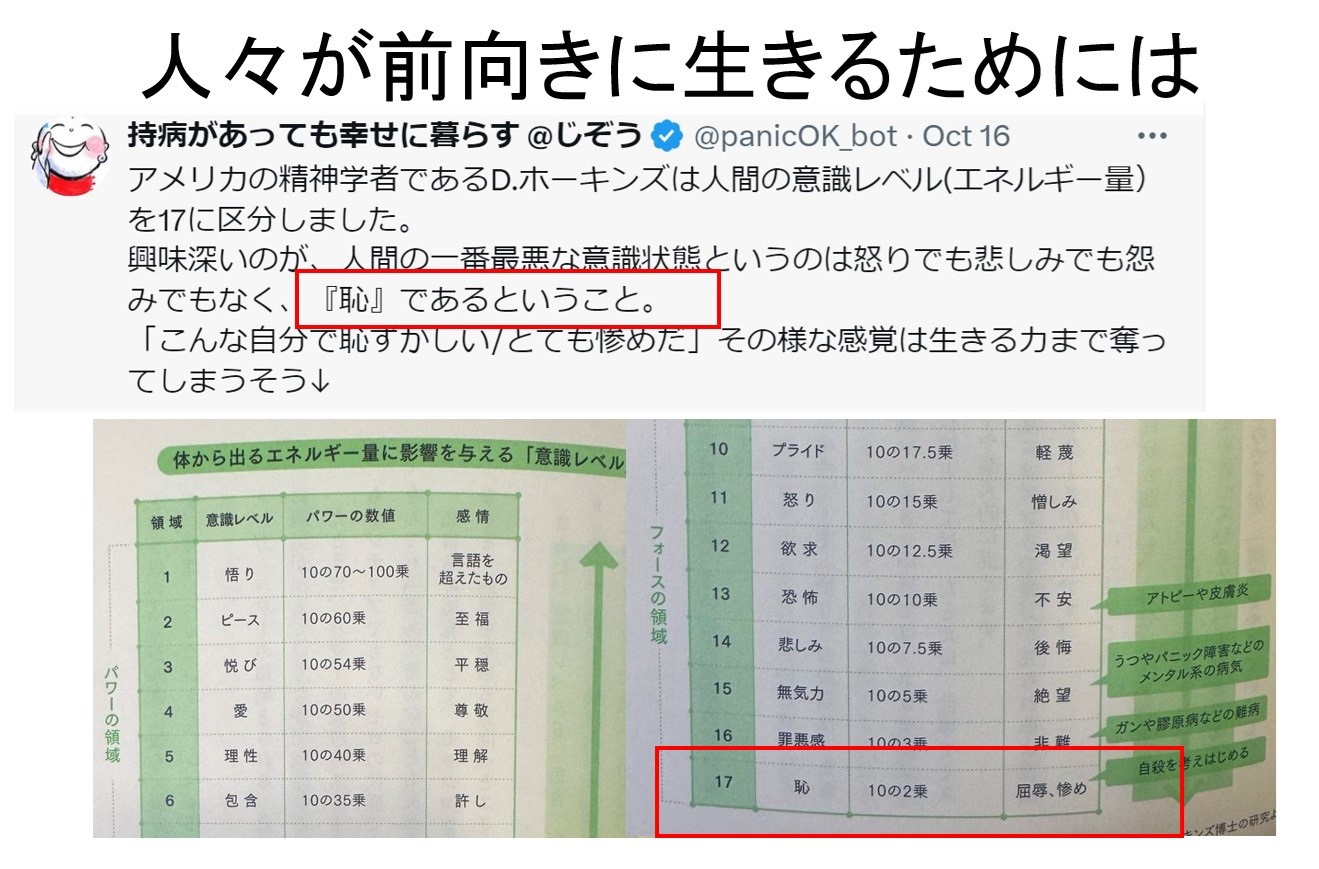 人々が前向きに生きるためには
持病があっても幸せに暮らす @じぞう @panicOK_bot · Oct 16
アメリカの精神学者であるD.ホーキンズは人間の意識レベル(エネルギー量)
を17に区分しました。
興味深いのが、人間の一番最悪な意識状態というのは怒りでも悲しみでも怨
みでもなく、『恥』であるということ。
「こんな自分で恥ずかしい/とても惨めだ」その様な感覚は生きる力まで奪っ
てしまうそう↓
体から出るエネルギー量に影響を与える「意識レベル
領域 意識レベル パワーの数値 感情
1 悟り 10の70〜100乗 言語を超えたもの
2 ピース 10の60乗 至福
3 悦び 10の54乗 平穏
4 愛 10の50乗 尊敬
5 理性 10の40乗 理解
6 包含 10の35乗 許し
パワーの領域
10 プライド 10の17.5乗 軽蔑
11 怒り 10の15乗 憎しみ
12 欲求 10の12.5乗 渇望
13 恐怖 10の10乗 不安
14 悲しみ 10の7.5乗 後悔
15 無気力 10の5乗 絶望
16 罪悪感 10の3乗 非難
17 恥 10の2乗 屈辱、惨め
フォースの領域
アトピーや皮膚炎
うつやパニック障害などの
メンタル系の病気
ガンや膠原病などの難病
自殺を考えはじめる
キンズ博士の研究よ